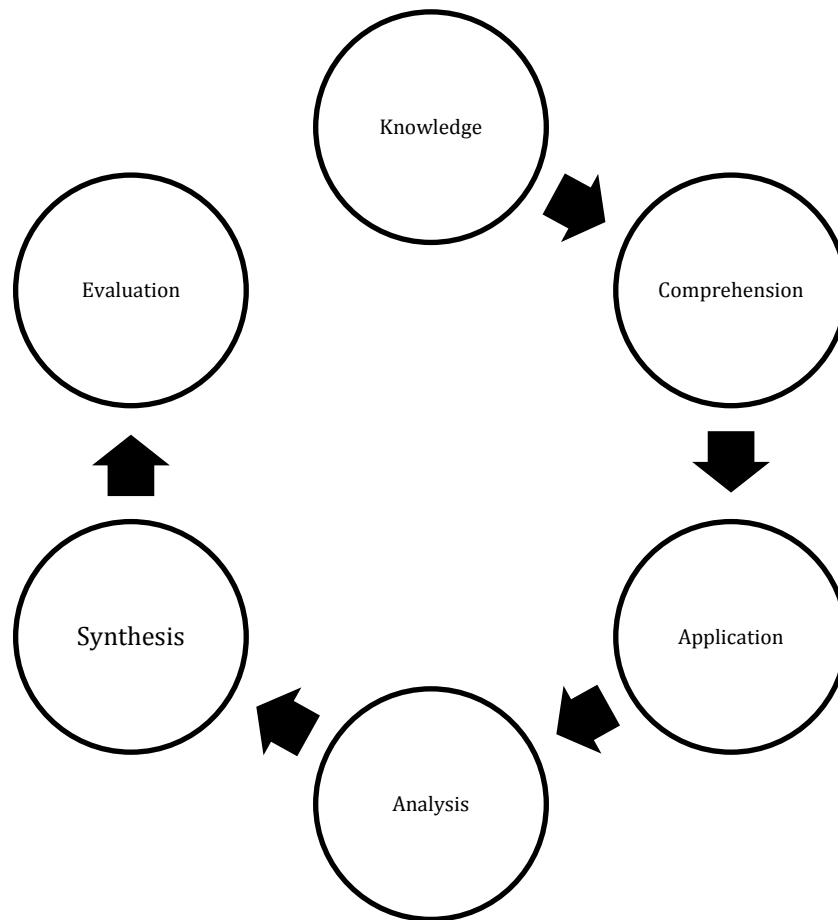 Knowledge
Comprehension
Application
Analysis
Synthesis
Evaluation